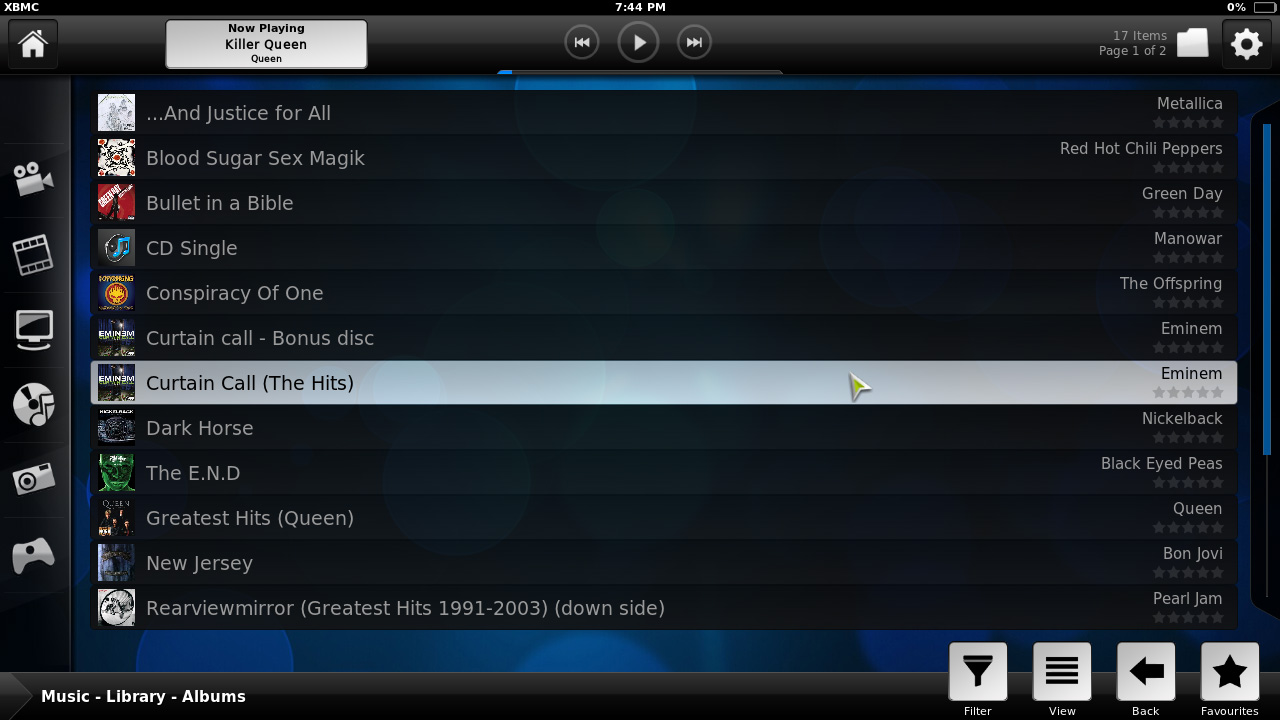 XBMC
7:44 PM
0%
Now Playing
Killer Queen
Queen
17 Items
Page 1 of 2
...And Justice for All
Metallica
Blood Sugar Sex Magik
Red Hot Chili Peppers
Bullet in a Bible
Green Day
CD Single
Manowar
Conspiracy Of One
The Offspring
Curtain call - Bonus disc
Eminem
Curtain Call (The Hits)
Eminem
Dark Horse
Nickelback
The E.N.D
Black Eyed Peas
Greatest Hits (Queen)
Queen
New Jersey
Bon Jovi
Rearviewmirror (Greatest Hits 1991-2003) (down side)
Pearl Jam
Music - Library - Albums
Filter
View
Back
Favourites